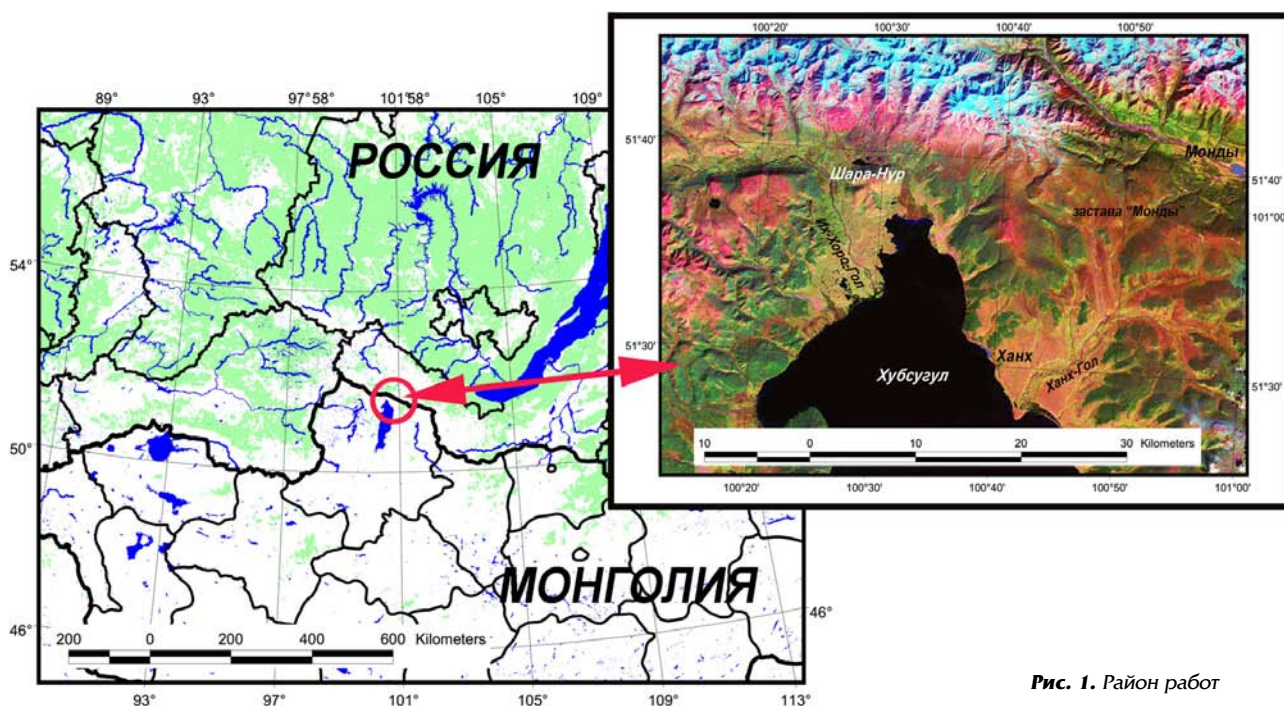 89° 93° 97°58' 101°58' 105° 109°
РОССИЯ
54°
50°
МОНГОЛИЯ
46° 46°
200 0 200 400 600 Kilometers
93° 97° 101° 105° 109° 113°
100°20' 100°30' 100°40' 100°50'
51°40'
Монды
51°40'
Шара-Нур
застава "Монды"
101°00'
Их-Хоро-Гол
51°30'
Ханх
Ханх-Гол
Хубсугул
51°30'
10 0 10 20 30 Kilometers
100°20' 100°30' 100°40' 100°50' 101°00'
Рис. 1. Район работ